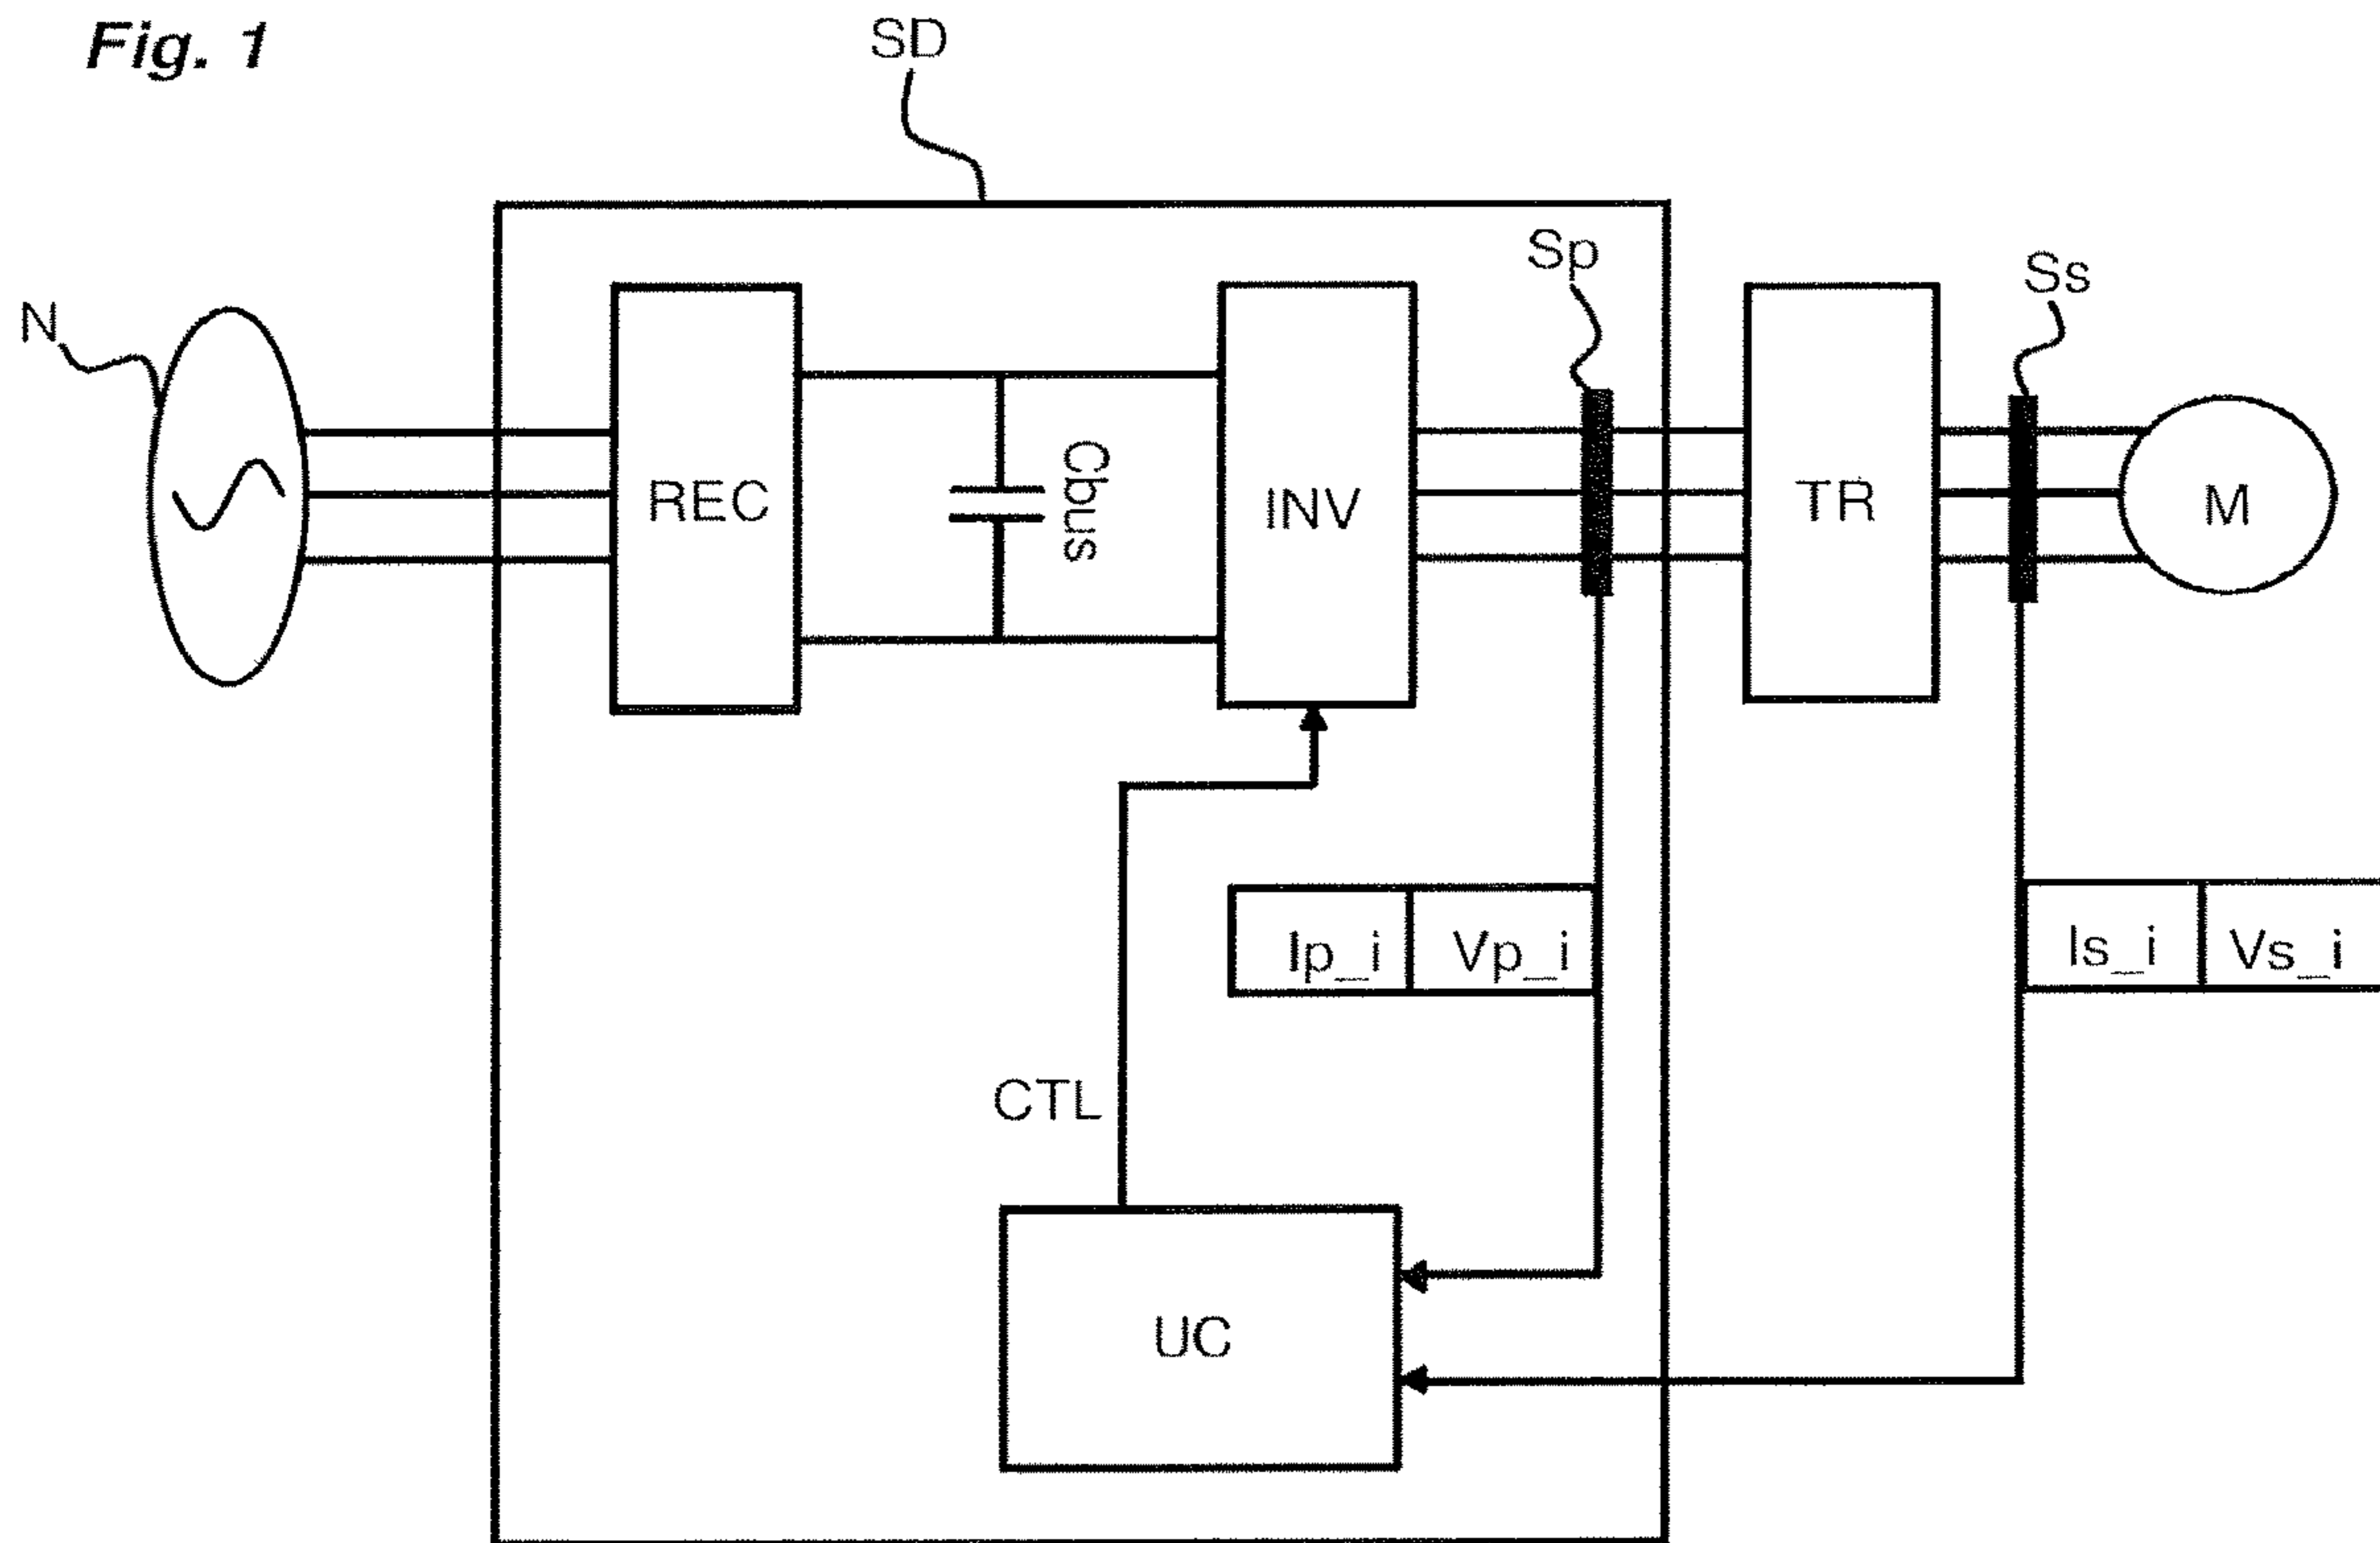 Fig. 1
SD
Sp
Ss
N
REC
Cbus
INV
TR
M
Ip_i
Vp_i
Is_i
Vs_i
CTL
UC